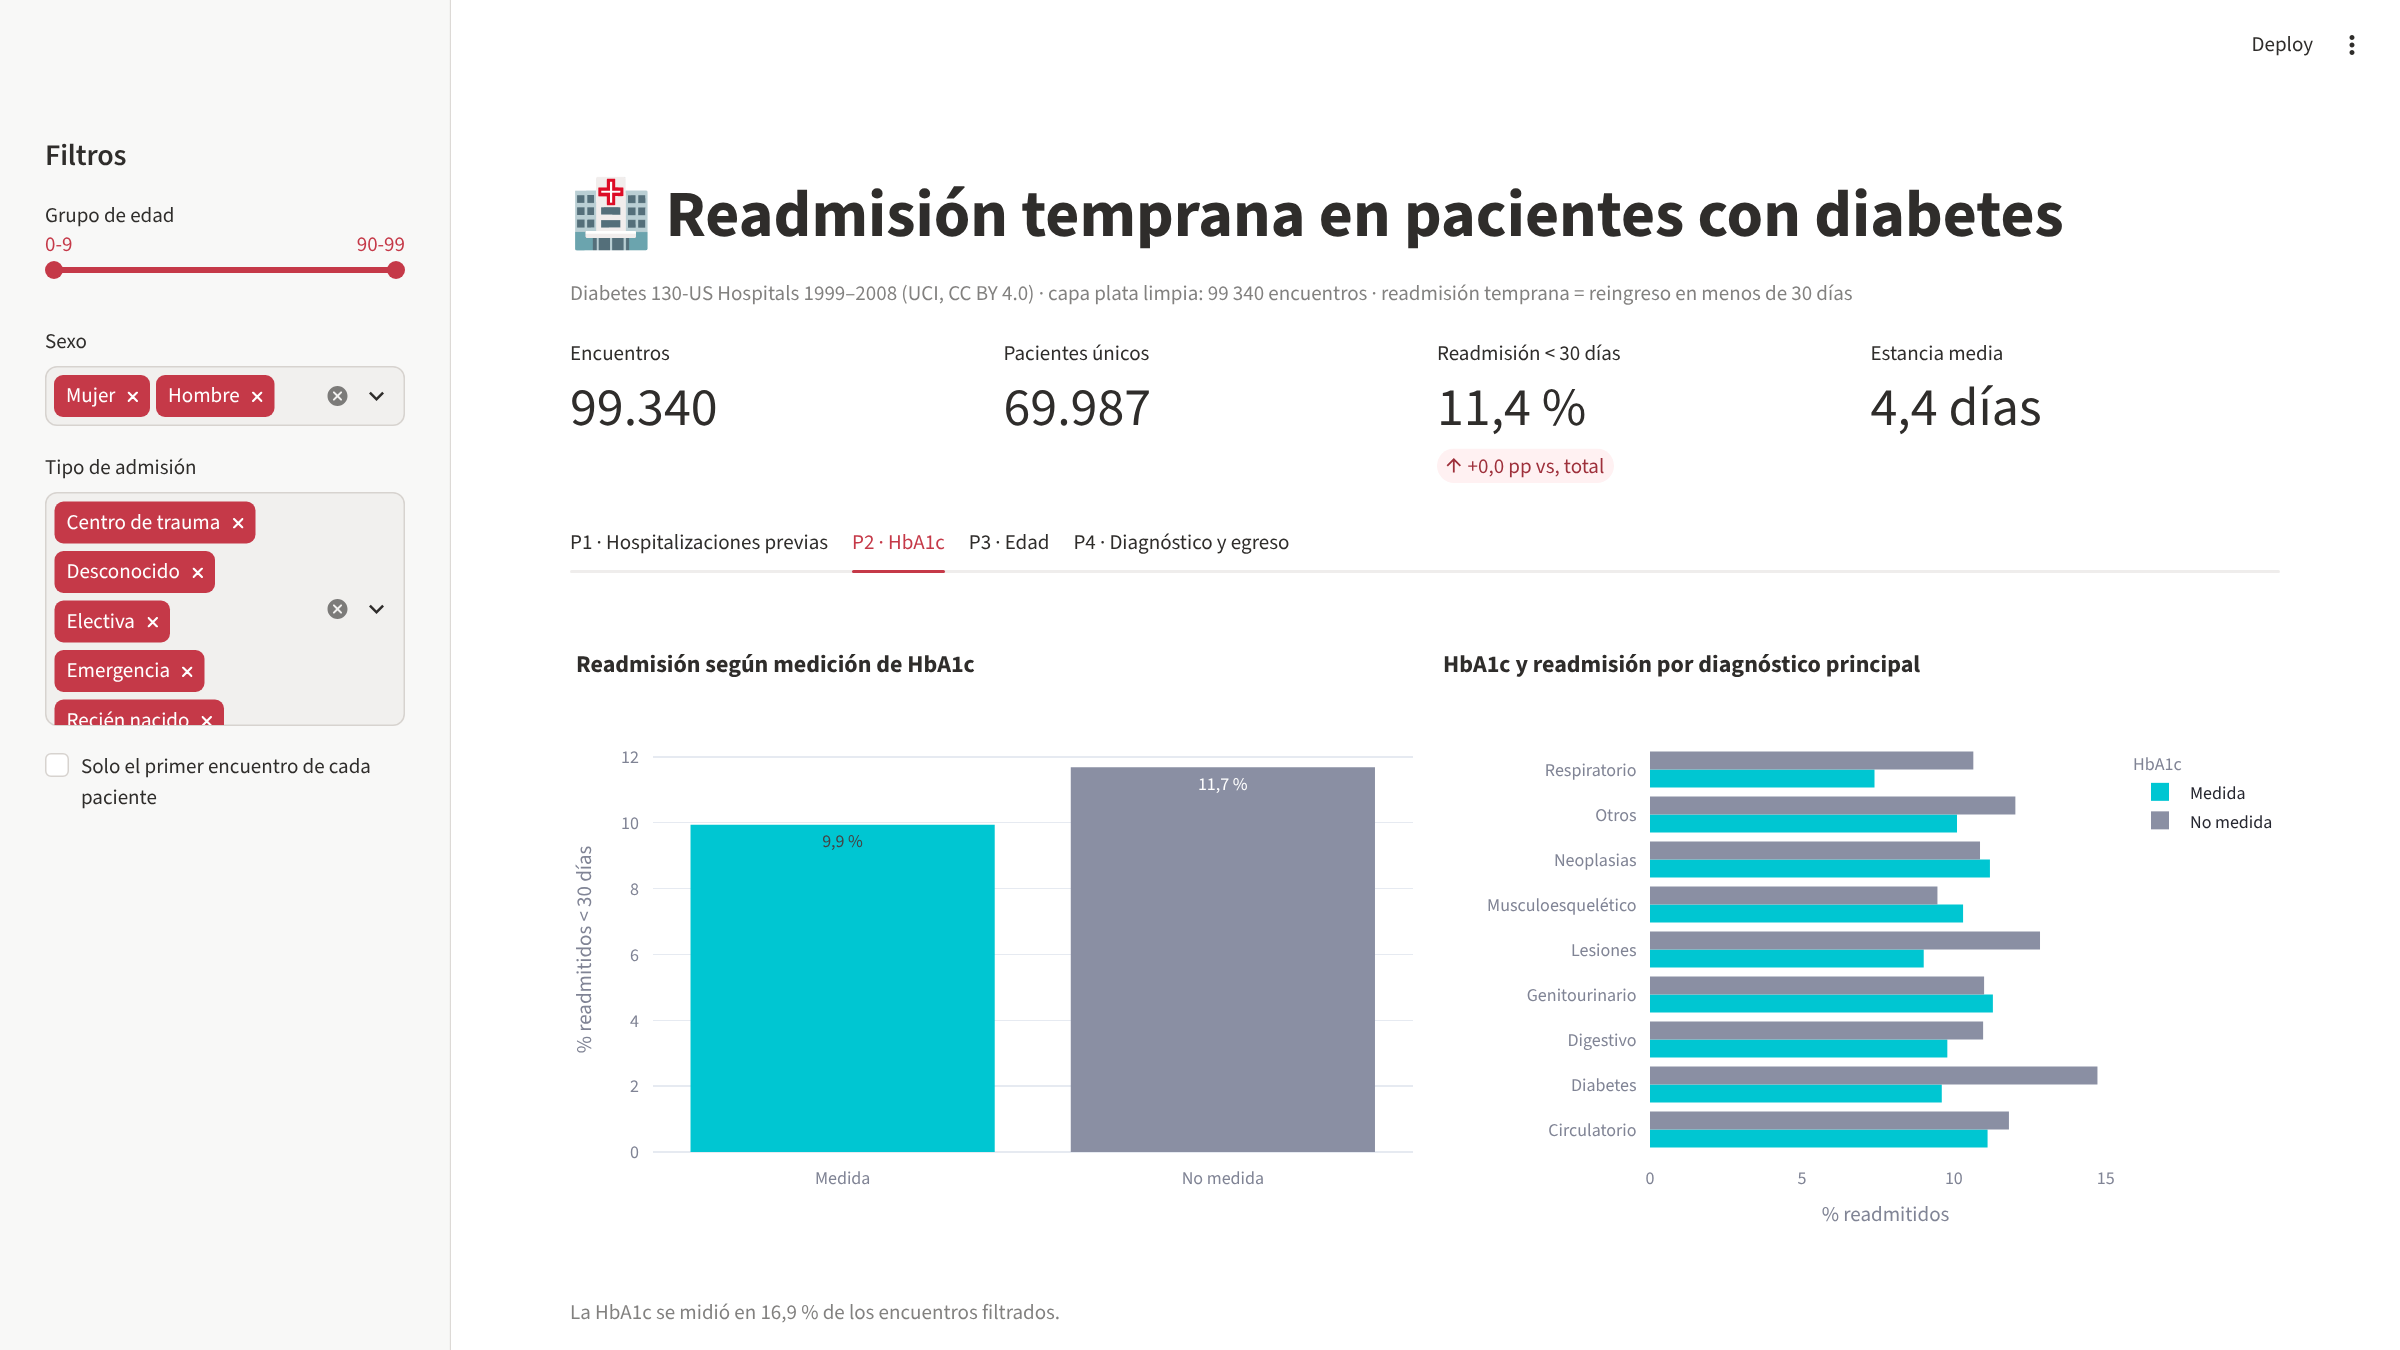 Deploy
Filtros
Grupo de edad
0-9 90-99
Sexo
Mujer × Hombre ×
Tipo de admisión
Centro de trauma ×
Desconocido ×
Electiva ×
Emergencia ×
Recién nacido ×
Solo el primer encuentro de cada
paciente
Readmisión temprana en pacientes con diabetes
Diabetes 130-US Hospitals 1999–2008 (UCI, CC BY 4.0) · capa plata limpia: 99 340 encuentros · readmisión temprana = reingreso en menos de 30 días
Encuentros
99.340
Pacientes únicos
69.987
Readmisión < 30 días
11,4 %
↑ +0,0 pp vs, total
Estancia media
4,4 días
P1 · Hospitalizaciones previas P2 · HbA1c P3 · Edad P4 · Diagnóstico y egreso
Readmisión según medición de HbA1c
% readmitidos < 30 días
12
10
8
6
4
2
0
9,9 %
11,7 %
Medida No medida
HbA1c y readmisión por diagnóstico principal
Respiratorio
Otros
Neoplasias
Musculoesquelético
Lesiones
Genitourinario
Digestivo
Diabetes
Circulatorio
0 5 10 15
% readmitidos
HbA1c
Medida
No medida
La HbA1c se midió en 16,9 % de los encuentros filtrados.